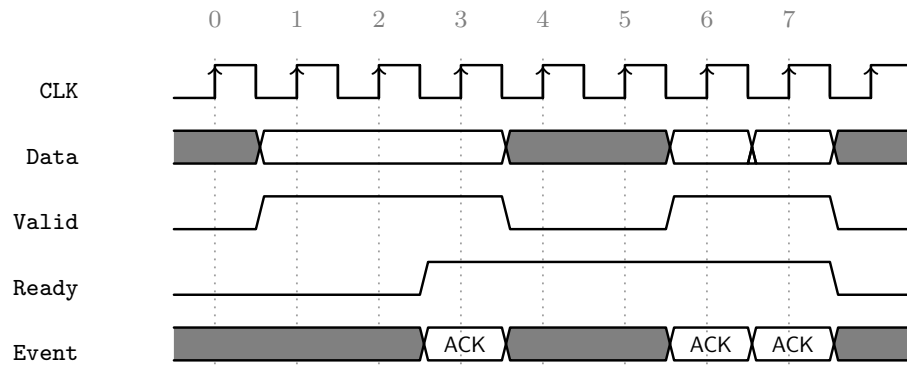 0 1 2 3 4 5 6 7
CLK
Data
Valid
Ready
Event ACK ACK ACK